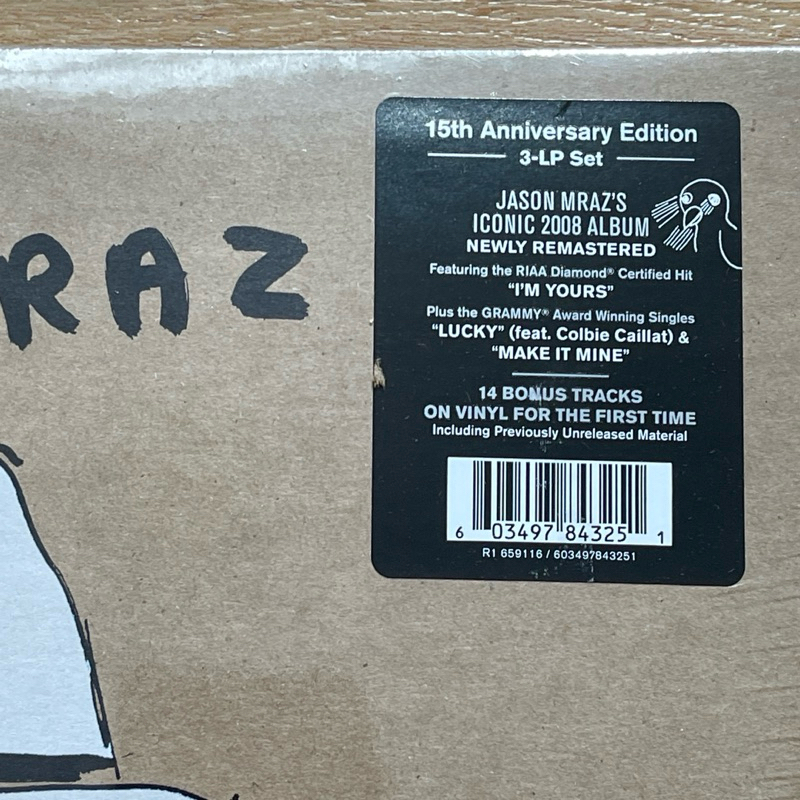 RAZ
15th Anniversary Edition
3-LP Set
JASON MRAZ'S
ICONIC 2008 ALBUM
NEWLY REMASTERED
Featuring the RIAA Diamond® Certified Hit
"I'M YOURS"
Plus the GRAMMY® Award Winning Singles
"LUCKY" (feat. Colbie Caillat) &
"MAKE IT MINE"
14 BONUS TRACKS
ON VINYL FOR THE FIRST TIME
Including Previously Unreleased Material
6 03497 84325 1
R1 659116 / 603497843251